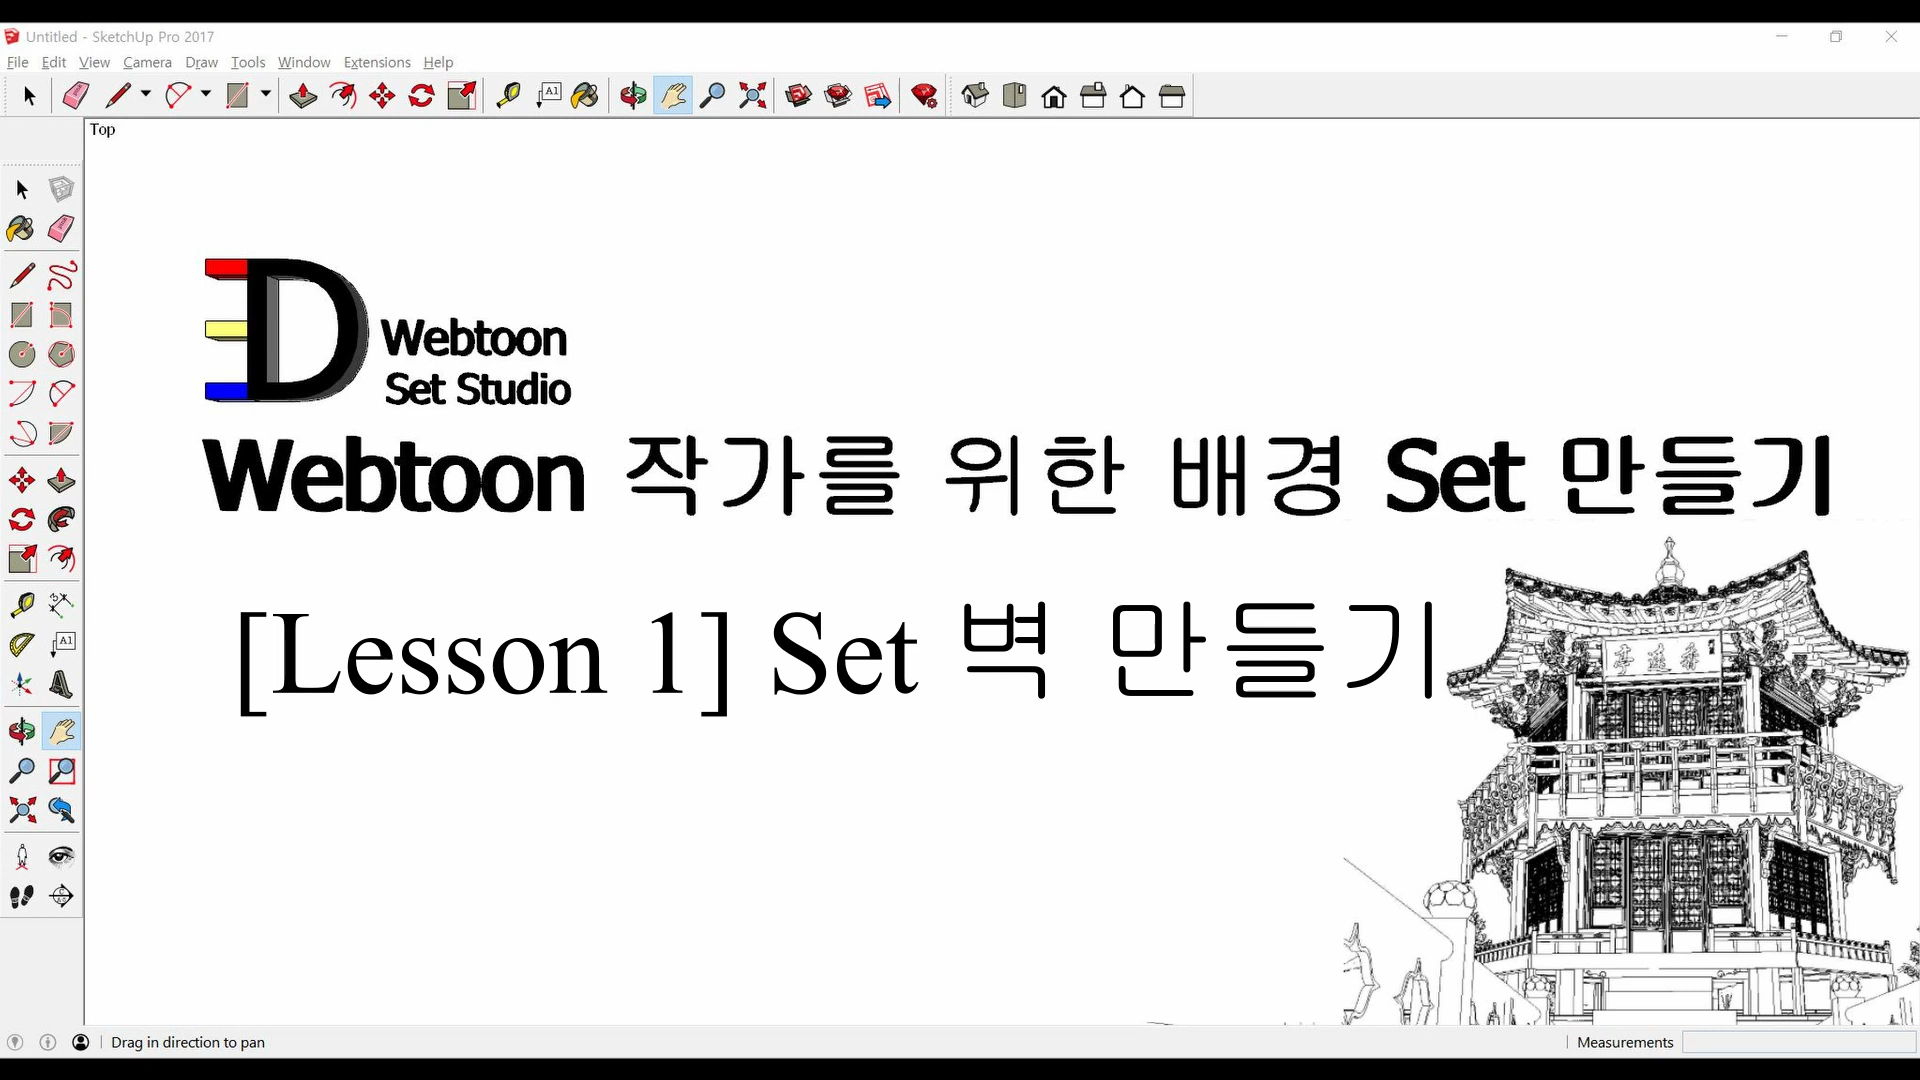 Untitled - SketchUp Pro 2017
File Edit View Camera Draw Tools Window Extensions Help
Top
Webtoon
Set Studio
Webtoon 작가를 위한 배경 Set 만들기
[Lesson 1] Set 벽 만들기
Drag in direction to pan
Measurements